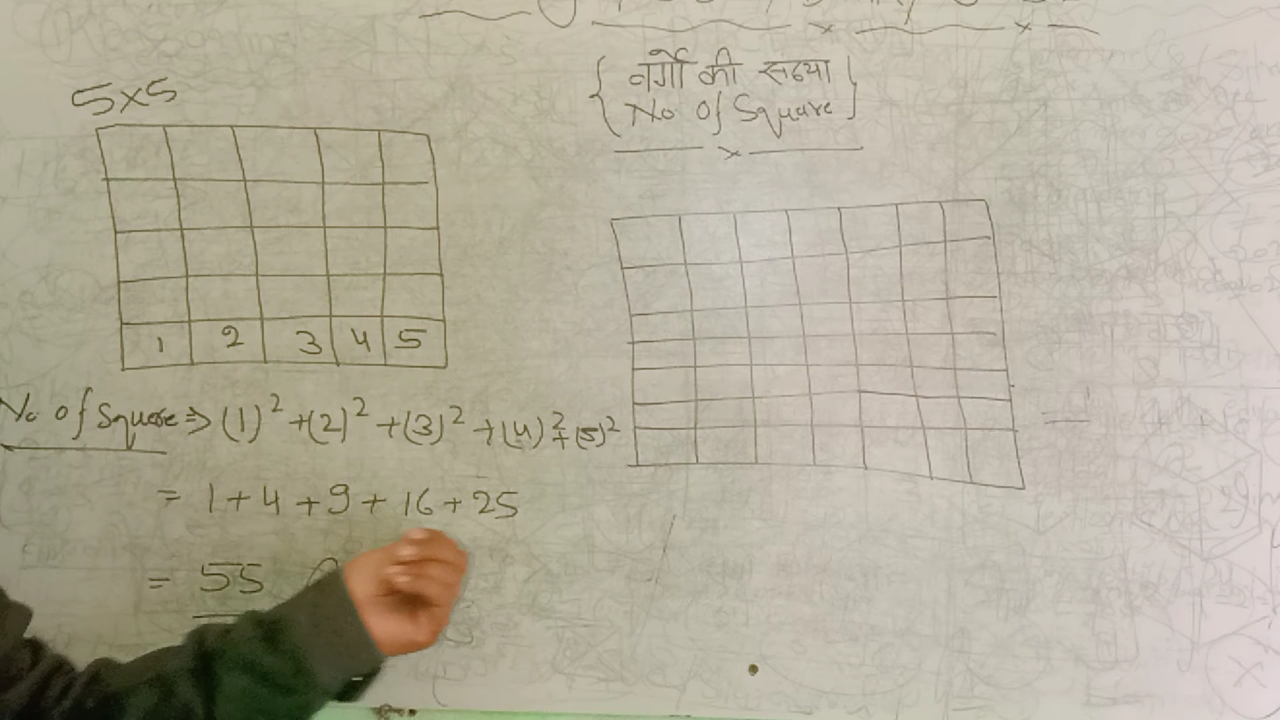 5×5
{ वर्गो की सख्या }
{ No Of Square }
1 2 3 4 5
No Of Square ⇒ (1)² +(2)² +(3)² +(4)² +(5)²
= 1+4+9+16+25
= 55